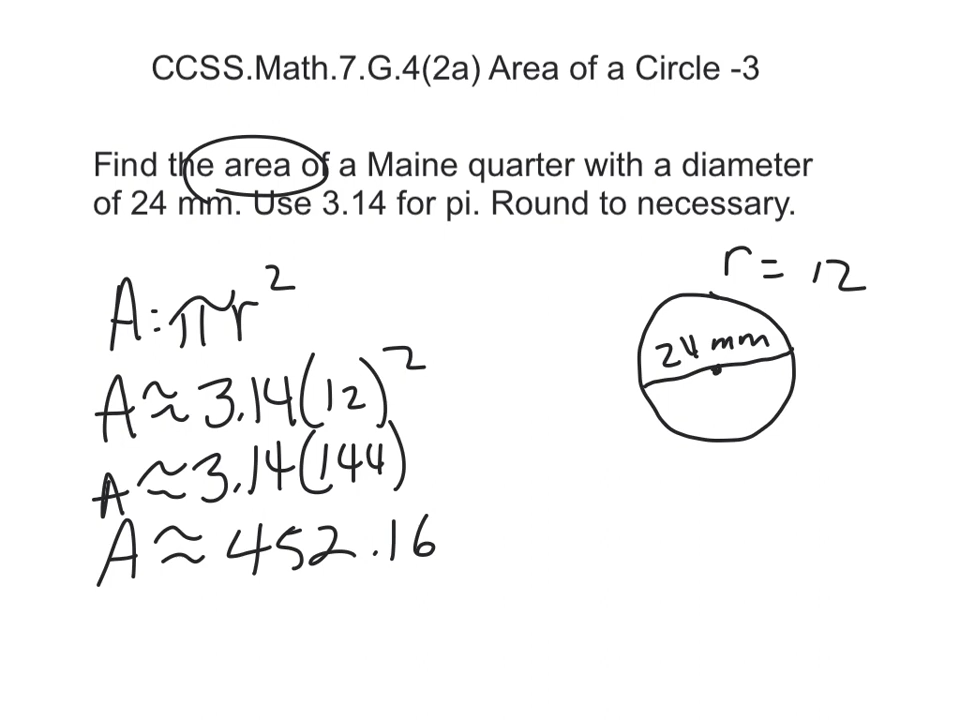 CCSS.Math.7.G.4(2a) Area of a Circle -3
Find the area of a Maine quarter with a diameter
of 24 mm. Use 3.14 for pi. Round to necessary.
r = 12
24 mm
A = πr²
A ≈ 3.14(12)²
A ≈ 3.14(144)
A ≈ 452.16